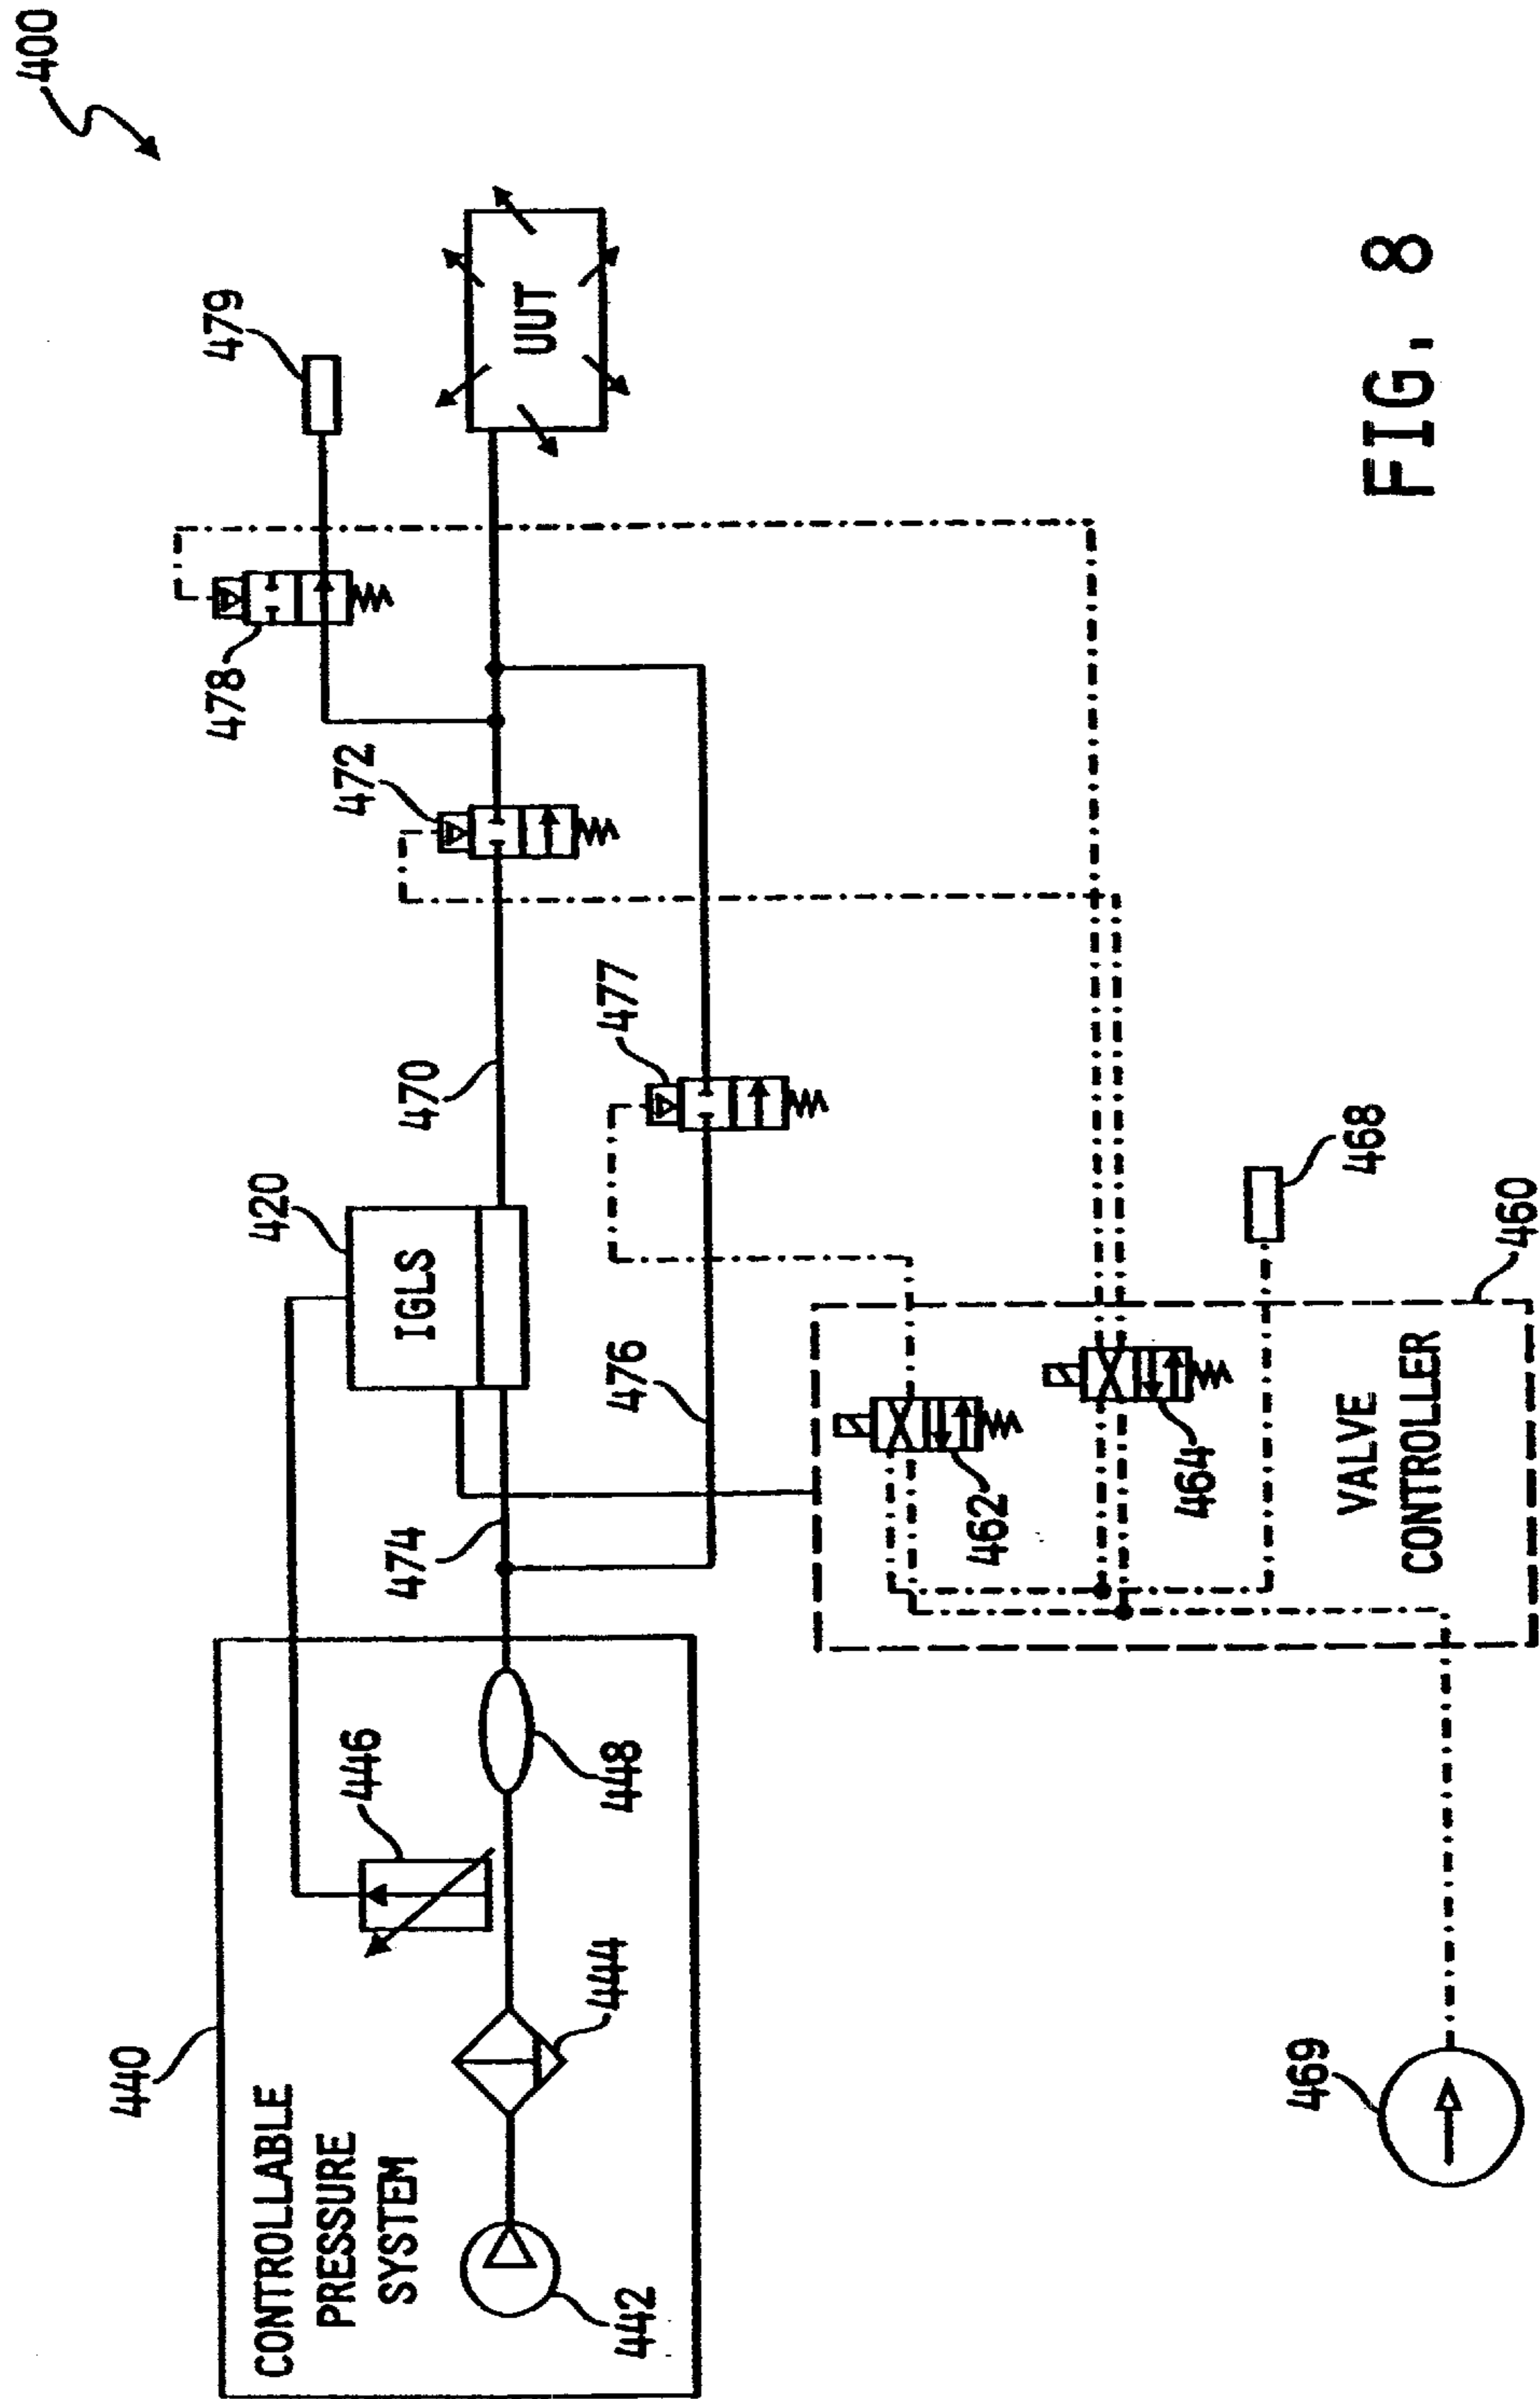 400
479
UUT
478
472
477
470
420
IGLS
476
474
468
460
VALVE
CONTROLLER
464
462
446
448
444
440
CONTROLLABLE
PRESSURE
SYSTEM
442
469
FIG. 8